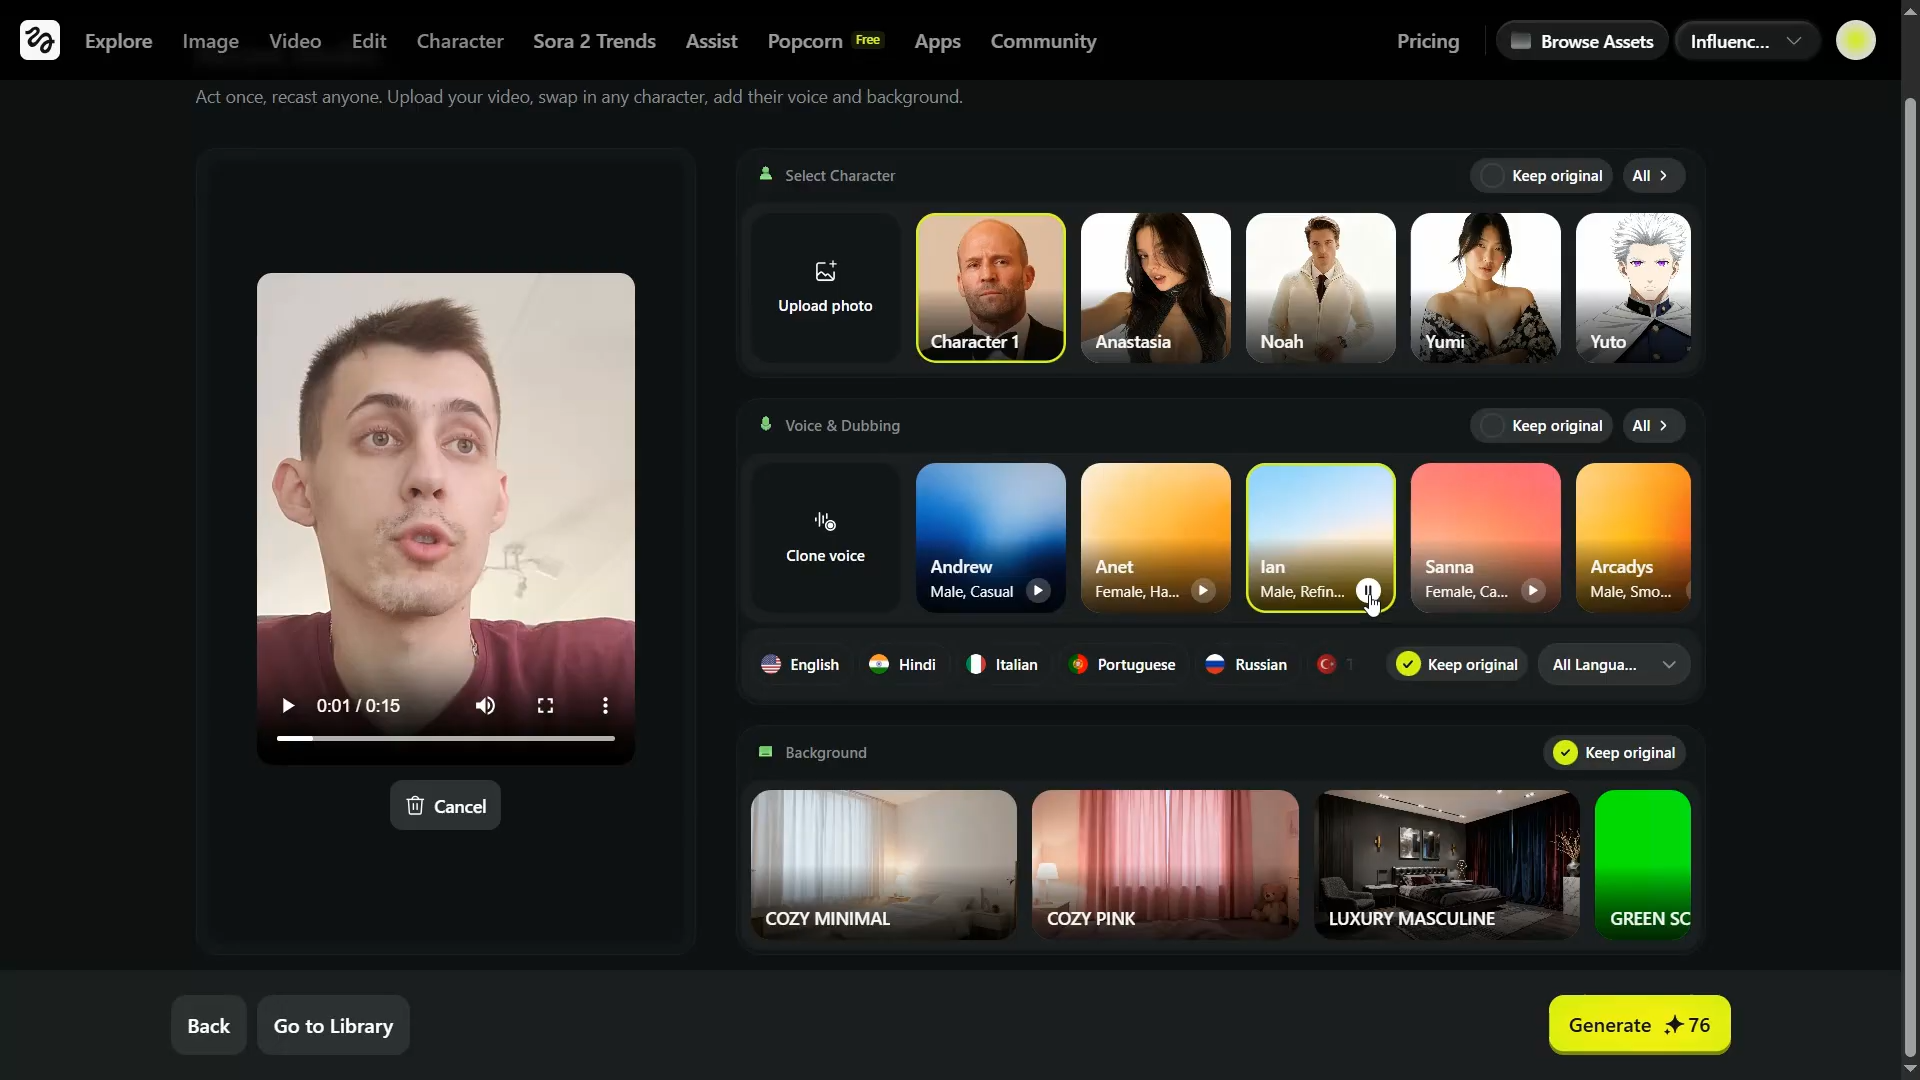 Explore
Image
Video
Edit
Character
Sora 2 Trends
Assist
Popcorn Free
Apps
Community
Pricing
Browse Assets
Influenc...
Act once, recast anyone. Upload your video, swap in any character, add their voice and background.
Select Character
Keep original
All
Upload photo
Character 1
Anastasia
Noah
Yumi
Yuto
Voice & Dubbing
Keep original
All
Clone voice
Andrew
Male, Casual
Anet
Female, Ha...
Ian
Male, Refin...
Sanna
Female, Ca...
Arcadys
Male, Smo...
English
Hindi
Italian
Portuguese
Russian
Keep original
All Langua...
0:01 / 0:15
Cancel
Background
Keep original
COZY MINIMAL
COZY PINK
LUXURY MASCULINE
GREEN SC
Back
Go to Library
Generate 76